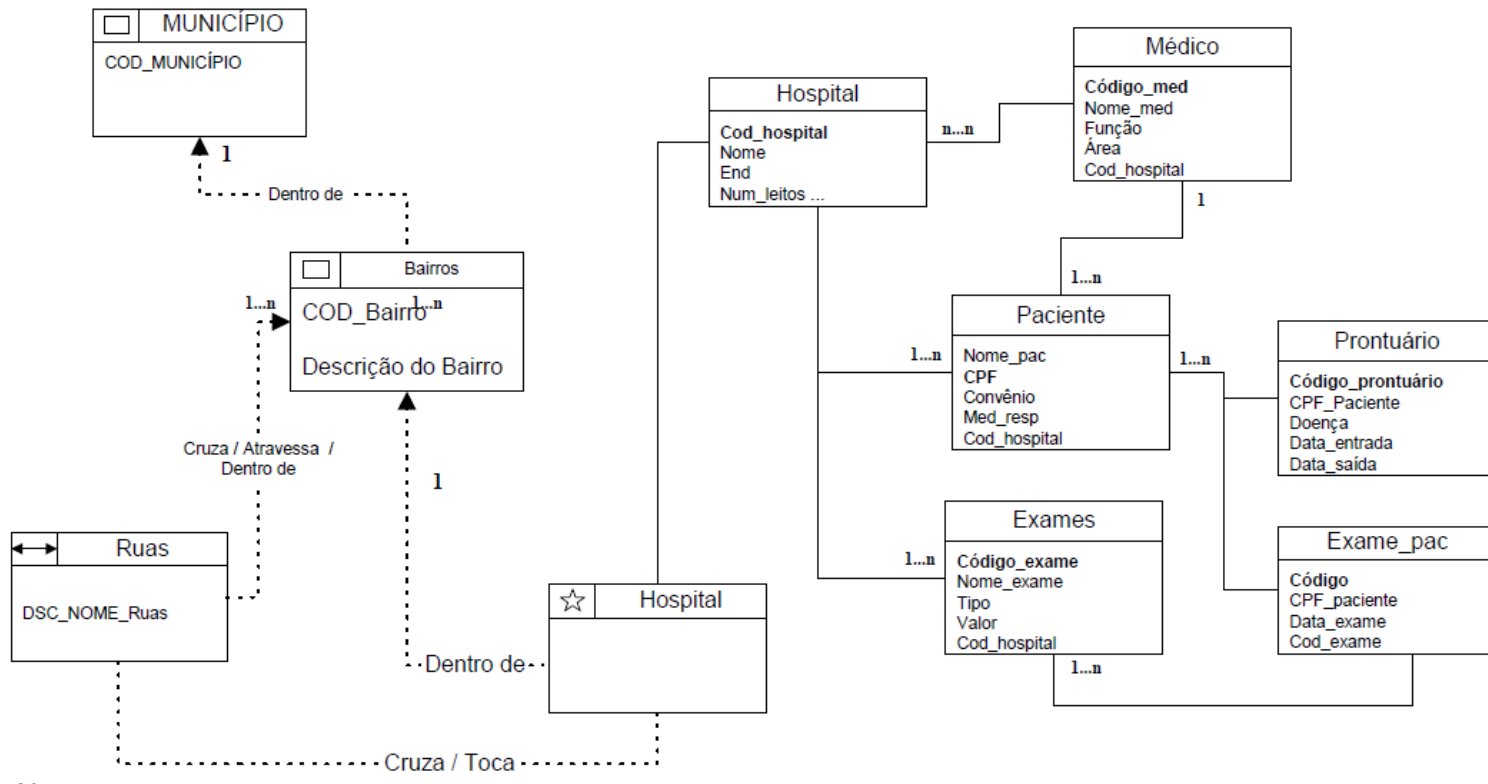 MUNICÍPIO
COD_MUNICÍPIO
1
Dentro de
Bairros
1...n
1...n
COD_Bairro
Descrição do Bairro
Cruza / Atravessa /
Dentro de
1
Ruas
DSC_NOME_Ruas
Hospital
Dentro de
Cruza / Toca
Hospital
Cod_hospital
Nome
End
Num_leitos ...
n...n
Médico
Código_med
Nome_med
Função
Área
Cod_hospital
1
1...n
Paciente
1...n
Nome_pac
CPF
Convênio
Med_resp
Cod_hospital
1...n
Prontuário
Código_prontuário
CPF_Paciente
Doença
Data_entrada
Data_saída
Exames
1...n
Código_exame
Nome_exame
Tipo
Valor
Cod_hospital
1...n
Exame_pac
Código
CPF_paciente
Data_exame
Cod_exame